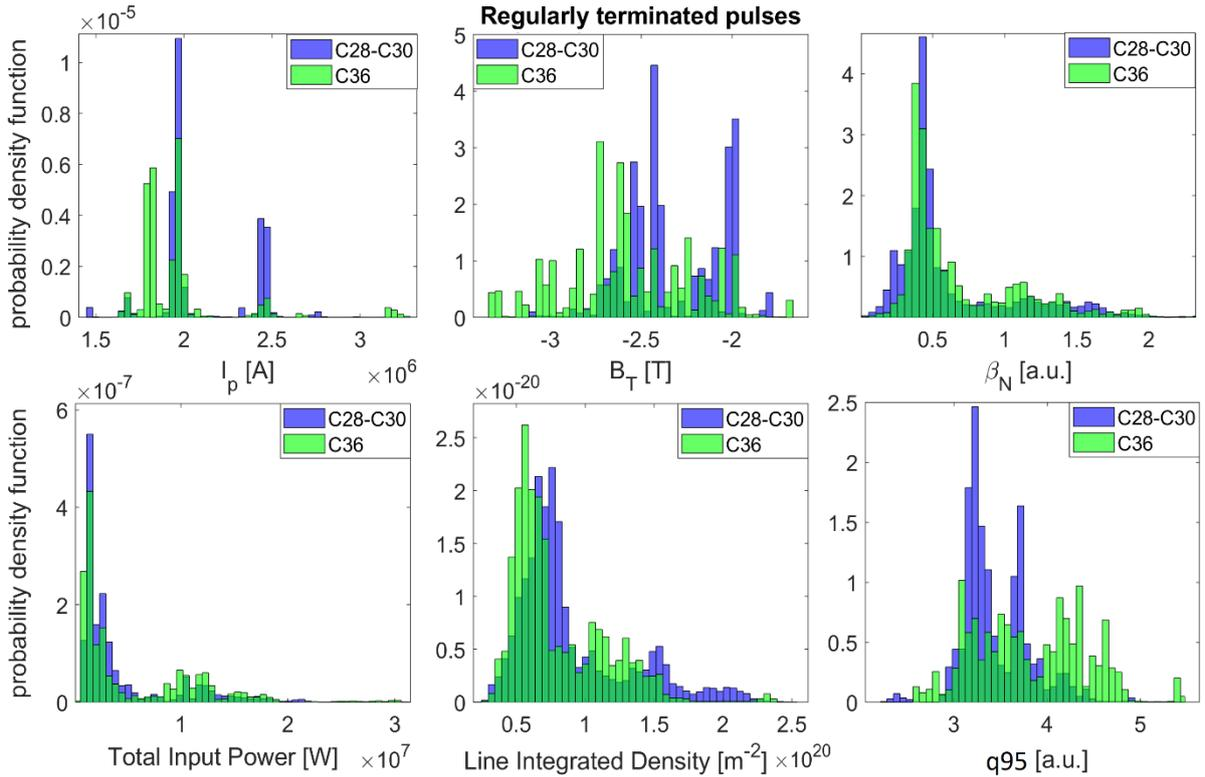 Regularly terminated pulses
×10^-5
probability density function
1
0.8
0.6
0.4
0.2
0
1.5 2 2.5 3
I_p [A] ×10^6
C28-C30
C36
5
4
3
2
1
0
-3 -2.5 -2
B_T [T]
C28-C30
C36
4
3
2
1
0.5 1 1.5 2
β_N [a.u.]
C28-C30
C36
×10^-7
probability density function
6
4
2
0
1 2 3
Total Input Power [W] ×10^7
C28-C30
C36
×10^-20
2.5
2
1.5
1
0.5
0
0.5 1 1.5 2 2.5
Line Integrated Density [m^-2] ×10^20
C28-C30
C36
2.5
2
1.5
1
0.5
0
3 4 5
q95 [a.u.]
C28-C30
C36